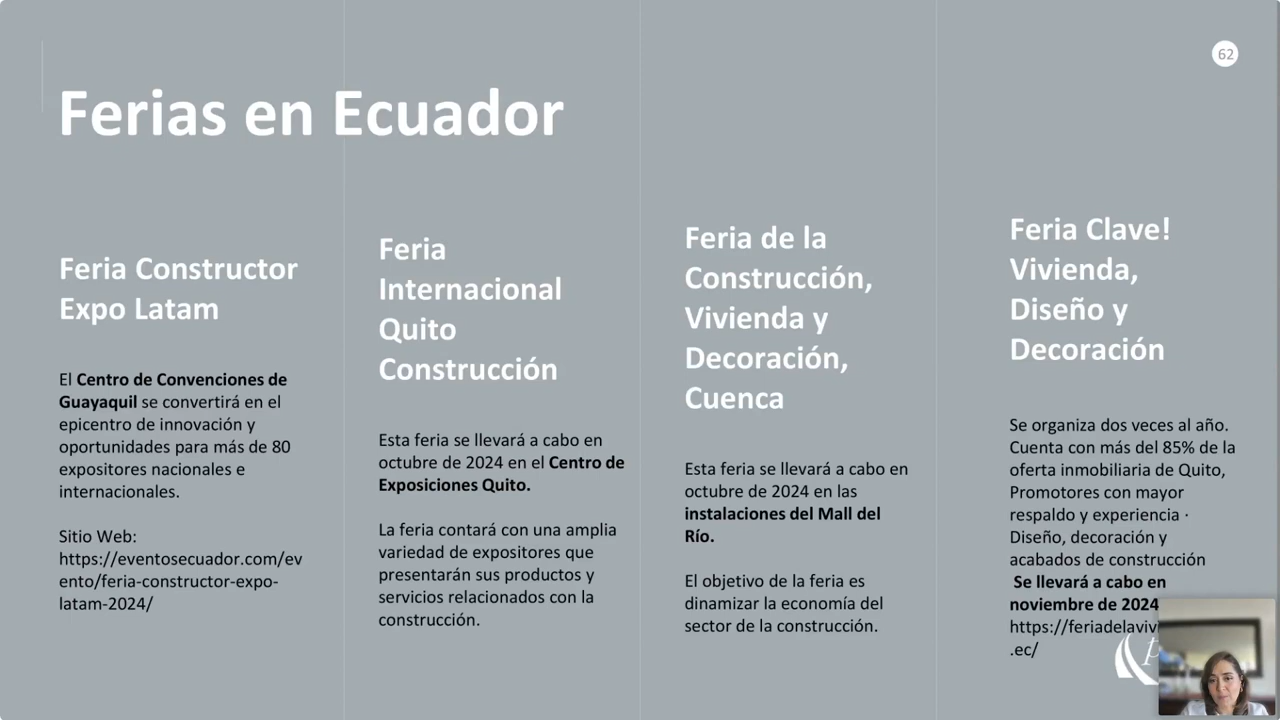 62
Ferias en Ecuador
Feria Constructor
Expo Latam
El Centro de Convenciones de
Guayaquil se convertirá en el
epicentro de innovación y
oportunidades para más de 80
expositores nacionales e
internacionales.
Sitio Web:
https://eventosecuador.com/ev
ento/feria-constructor-expo-
latam-2024/
Feria
Internacional
Quito
Construcción
Esta feria se llevará a cabo en
octubre de 2024 en el Centro de
Exposiciones Quito.
La feria contará con una amplia
variedad de expositores que
presentarán sus productos y
servicios relacionados con la
construcción.
Feria de la
Construcción,
Vivienda y
Decoración,
Cuenca
Esta feria se llevará a cabo en
octubre de 2024 en las
instalaciones del Mall del
Río.
El objetivo de la feria es
dinamizar la economía del
sector de la construcción.
Feria Clave!
Vivienda,
Diseño y
Decoración
Se organiza dos veces al año.
Cuenta con más del 85% de la
oferta inmobiliaria de Quito,
Promotores con mayor
respaldo y experiencia ·
Diseño, decoración y
acabados de construcción
Se llevará a cabo en
noviembre de 2024
https://feriadelaviv
.ec/